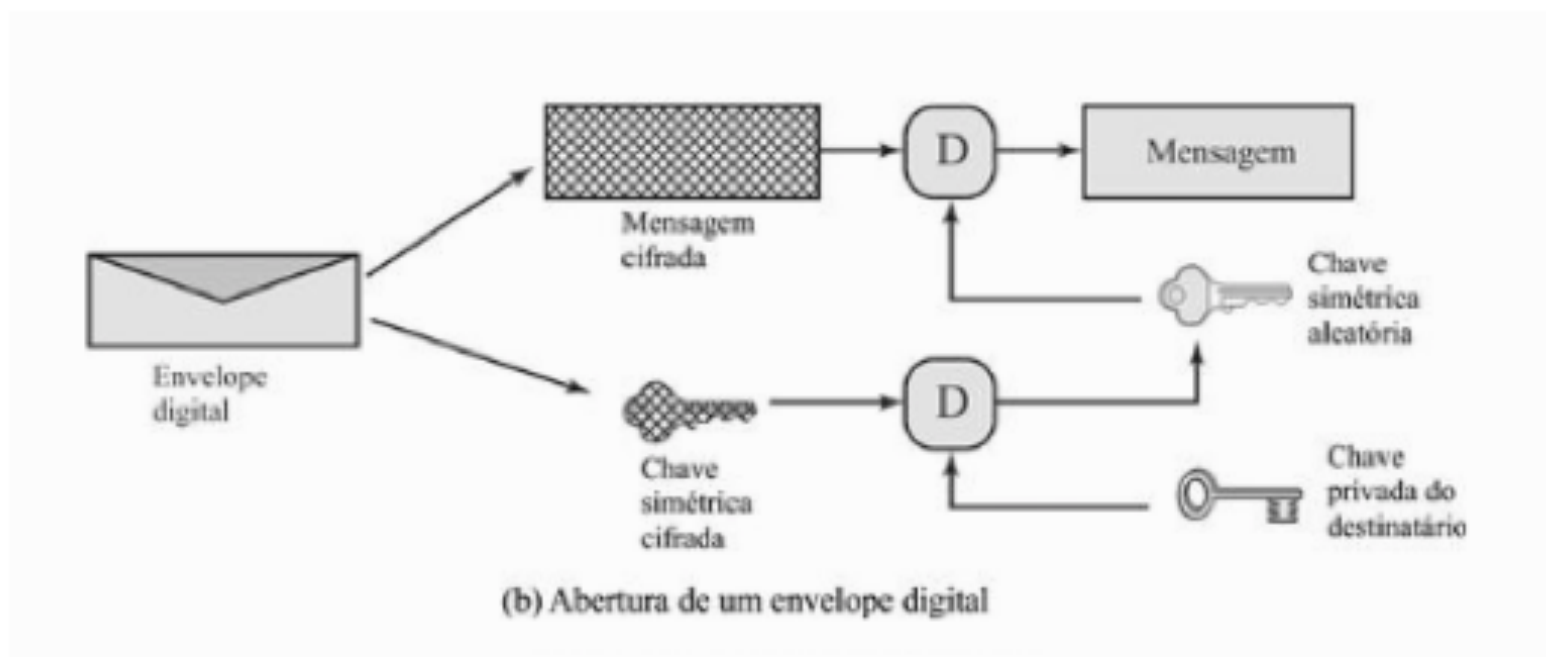 D
Mensagem
Mensagem
cifrada
Chave
simétrica
aleatória
Envelope
digital
D
Chave
simétrica
cifrada
Chave
privada do
destinatário
(b) Abertura de um envelope digital